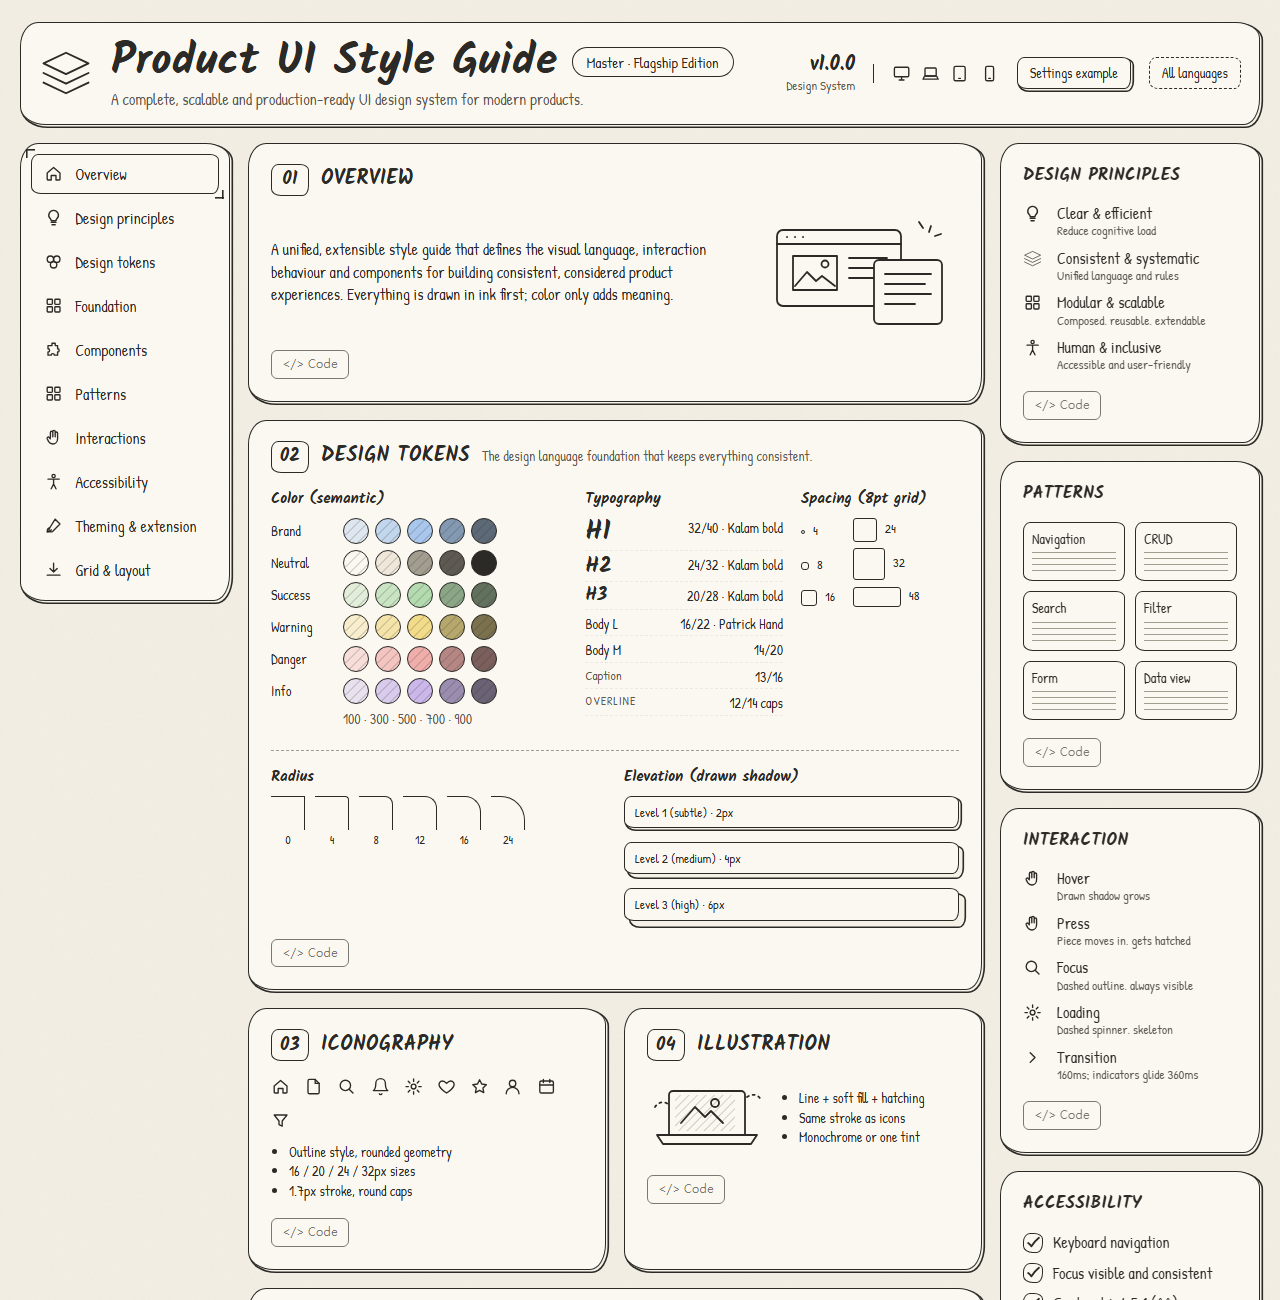 Product UI Style Guide
Master · Flagship Edition
A complete, scalable and production-ready UI design system for modern products.
v1.0.0
Design System
Settings example
All languages
Overview
Design principles
Design tokens
Foundation
Components
Patterns
Interactions
Accessibility
Theming & extension
Grid & layout
01 OVERVIEW
A unified, extensible style guide that defines the visual language, interaction
behaviour and components for building consistent, considered product
experiences. Everything is drawn in ink first; color only adds meaning.
</> Code
02 DESIGN TOKENS The design language foundation that keeps everything consistent.
Color (semantic)
Brand
Neutral
Success
Warning
Danger
Info
100 · 300 · 500 · 700 · 900
Typography
H1 32/40 · Kalam bold
H2 24/32 · Kalam bold
H3 20/28 · Kalam bold
Body L 16/22 · Patrick Hand
Body M 14/20
Caption 13/16
OVERLINE 12/14 caps
Spacing (8pt grid)
4 24
8 32
16 48
Radius
0 4 8 12 16 24
Elevation (drawn shadow)
Level 1 (subtle) · 2px
Level 2 (medium) · 4px
Level 3 (high) · 6px
</> Code
03 ICONOGRAPHY
Outline style, rounded geometry
16 / 20 / 24 / 32px sizes
1.7px stroke, round caps
</> Code
04 ILLUSTRATION
Line + soft fill + hatching
Same stroke as icons
Monochrome or one tint
</> Code
DESIGN PRINCIPLES
Clear & efficient
Reduce cognitive load
Consistent & systematic
Unified language and rules
Modular & scalable
Composed, reusable, extendable
Human & inclusive
Accessible and user-friendly
</> Code
PATTERNS
Navigation
CRUD
Search
Filter
Form
Data view
</> Code
INTERACTION
Hover
Drawn shadow grows
Press
Piece moves in, gets hatched
Focus
Dashed outline, always visible
Loading
Dashed spinner, skeleton
Transition
160ms; indicators glide 360ms
</> Code
ACCESSIBILITY
Keyboard navigation
Focus visible and consistent